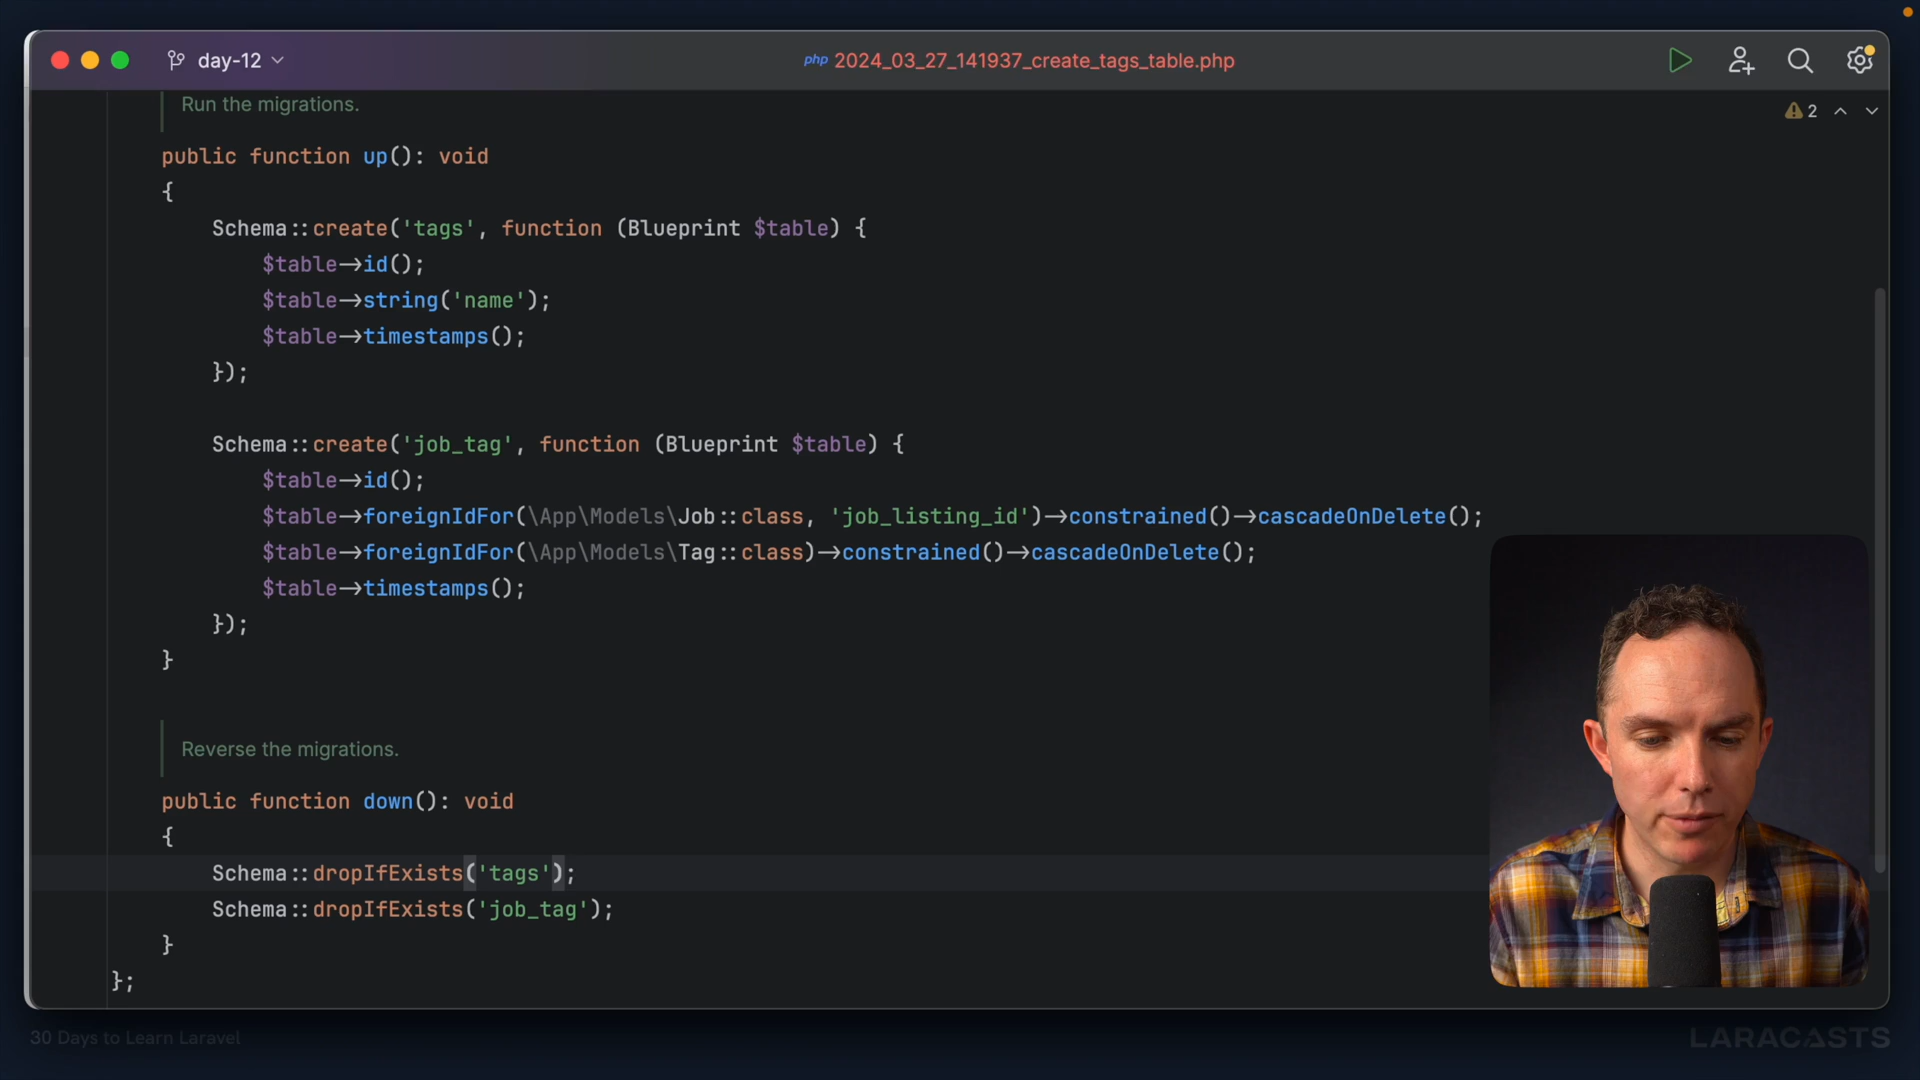 day-12
php 2024_03_27_141937_create_tags_table.php
2
Run the migrations.
public function up(): void
{
Schema::create('tags', function (Blueprint $table) {
$table->id();
$table->string('name');
$table->timestamps();
});
Schema::create('job_tag', function (Blueprint $table) {
$table->id();
$table->foreignIdFor(\App\Models\Job::class, 'job_listing_id')->constrained()->cascadeOnDelete();
$table->foreignIdFor(\App\Models\Tag::class)->constrained()->cascadeOnDelete();
$table->timestamps();
});
}
Reverse the migrations.
public function down(): void
{
Schema::dropIfExists('tags');
Schema::dropIfExists('job_tag');
}
};
30 Days to Learn Laravel
LARACASTS